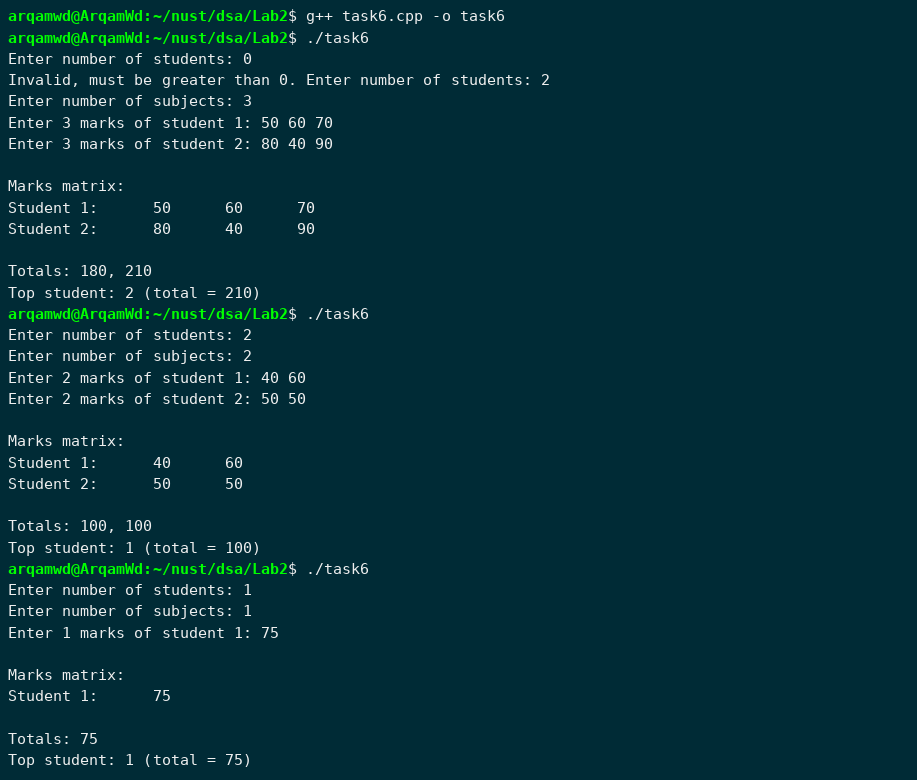 arqamwd@ArqamWd:~/nust/dsa/Lab2$ g++ task6.cpp -o task6
arqamwd@ArqamWd:~/nust/dsa/Lab2$ ./task6
Enter number of students: 0
Invalid, must be greater than 0. Enter number of students: 2
Enter number of subjects: 3
Enter 3 marks of student 1: 50 60 70
Enter 3 marks of student 2: 80 40 90

Marks matrix:
Student 1:      50      60      70
Student 2:      80      40      90

Totals: 180, 210
Top student: 2 (total = 210)
arqamwd@ArqamWd:~/nust/dsa/Lab2$ ./task6
Enter number of students: 2
Enter number of subjects: 2
Enter 2 marks of student 1: 40 60
Enter 2 marks of student 2: 50 50

Marks matrix:
Student 1:      40      60
Student 2:      50      50

Totals: 100, 100
Top student: 1 (total = 100)
arqamwd@ArqamWd:~/nust/dsa/Lab2$ ./task6
Enter number of students: 1
Enter number of subjects: 1
Enter 1 marks of student 1: 75

Marks matrix:
Student 1:      75

Totals: 75
Top student: 1 (total = 75)